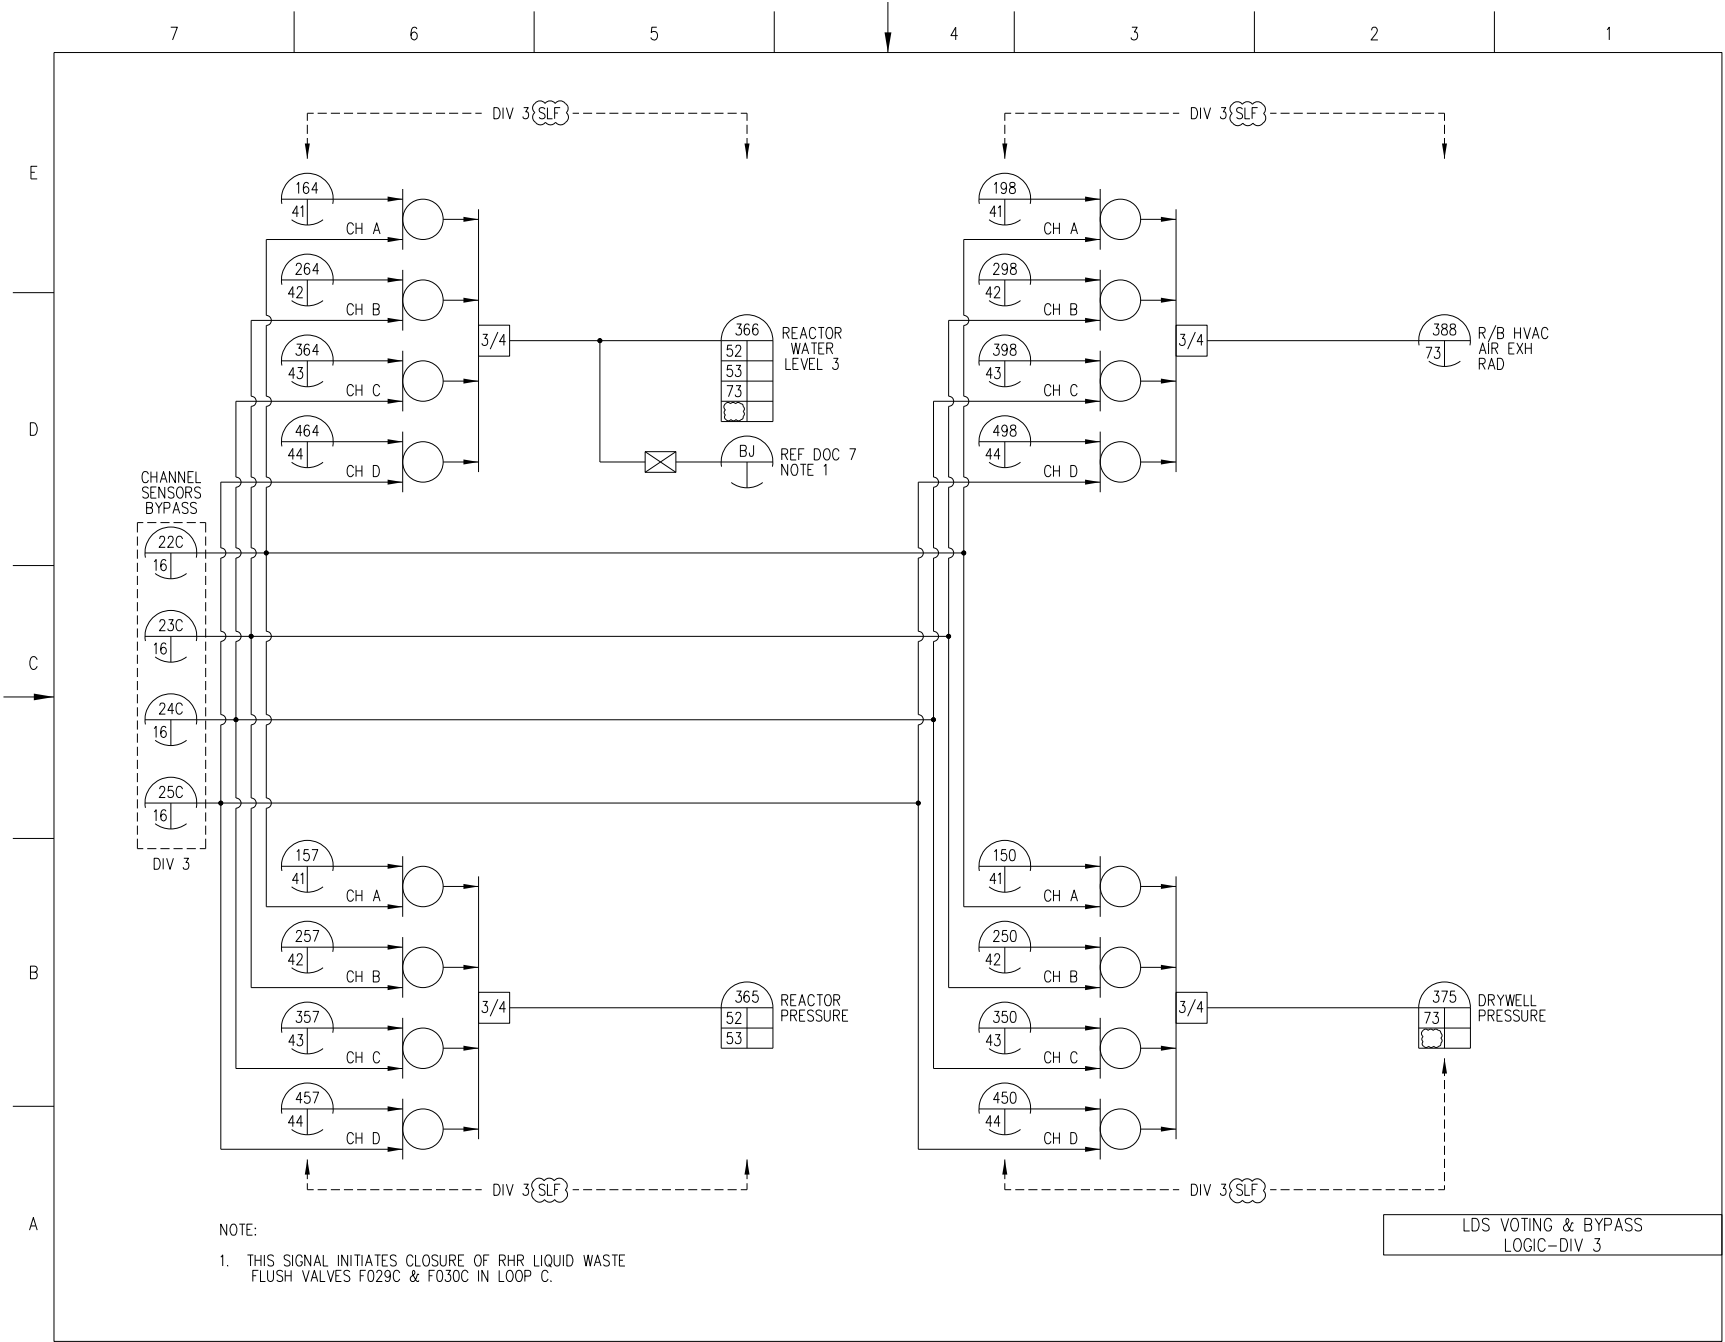 7 6 5 4 3 2 1
E
D
C
B
A
DIV 3 SLF
164
41
CH A
264
42
CH B
364
43
CH C
464
44
CH D
3/4
366
52
53
73
REACTOR
WATER
LEVEL 3
BJ
REF DOC 7
NOTE 1
DIV 3 SLF
198
41
CH A
298
42
CH B
398
43
CH C
498
44
CH D
3/4
388
73
R/B HVAC
AIR EXH
RAD
CHANNEL
SENSORS
BYPASS
22C
16
23C
16
24C
16
25C
16
DIV 3
157
41
CH A
257
42
CH B
357
43
CH C
457
44
CH D
3/4
365
52
53
REACTOR
PRESSURE
DIV 3 SLF
150
41
CH A
250
42
CH B
350
43
CH C
450
44
CH D
3/4
375
73
DRYWELL
PRESSURE
DIV 3 SLF
NOTE:
1. THIS SIGNAL INITIATES CLOSURE OF RHR LIQUID WASTE
FLUSH VALVES F029C & F030C IN LOOP C.
LDS VOTING & BYPASS
LOGIC-DIV 3